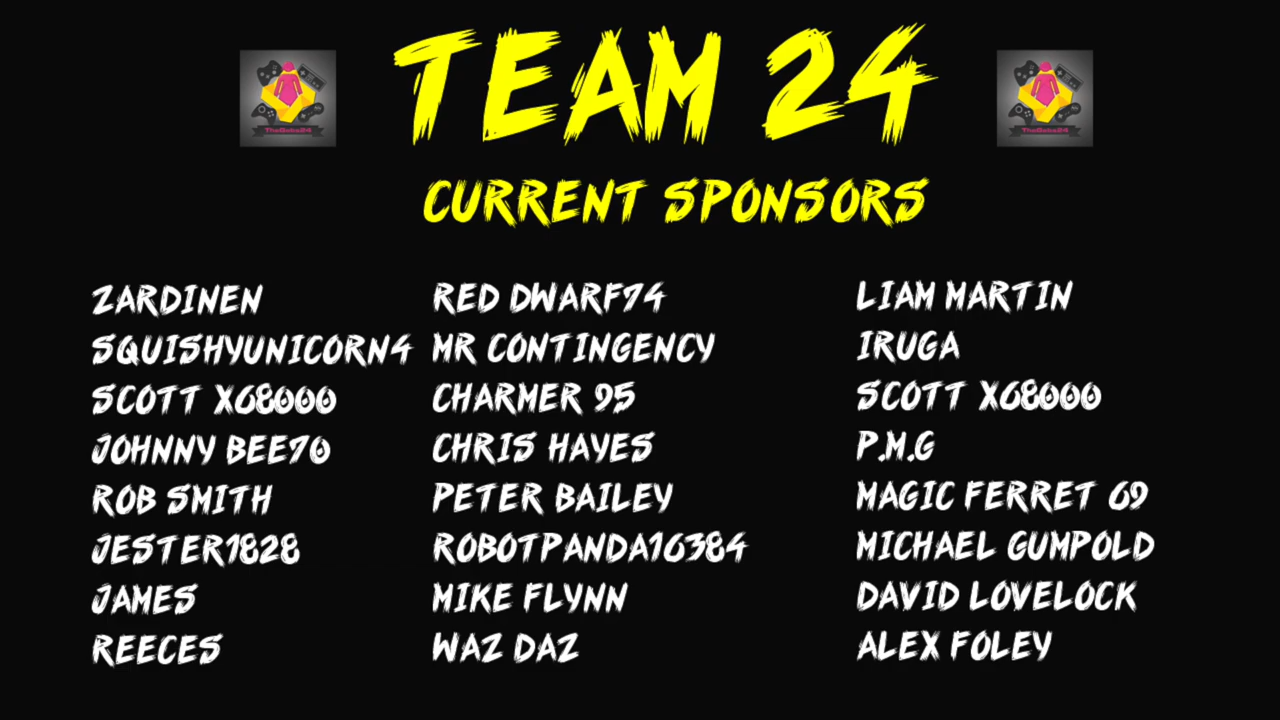 TEAM 24
TheBabe24
TheBabe24
CURRENT SPONSORS
ZARDINEN
SQUISHYUNICORN4
SCOTT X68000
JOHNNY BEE70
ROB SMITH
JESTER1828
JAMES
REECES
RED DWARF74
MR CONTINGENCY
CHARMER 95
CHRIS HAYES
PETER BAILEY
ROBOTPANDA16384
MIKE FLYNN
WAZ DAZ
LIAM MARTIN
IRUGA
SCOTT X68000
P.M.G
MAGIC FERRET 69
MICHAEL GUMPOLD
DAVID LOVELOCK
ALEX FOLEY